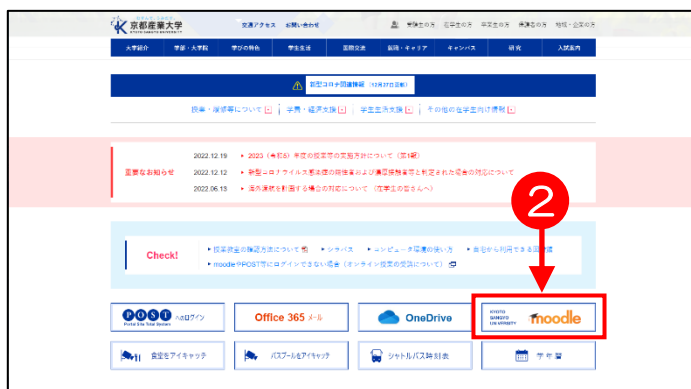 京都産業大学
KYOTO SANGYO UNIVERSITY
交通アクセス お問い合わせ
受験生の方 在学生の方 卒業生の方 保護者の方 地域・企業の方
大学紹介 学部・大学院 学びの特色 学生生活 国際交流 就職・キャリア キャンパス 研究 入試案内
新型コロナ関連情報 (12月27日更新)
授業・履修等について 学費・経済支援 学生生活支援 その他の在学生向け情報
重要なお知らせ
2022.12.19 2023（令和5）年度の授業等の実施方針について（第1報）
2022.12.12 新型コロナウイルス感染症の陽性者および濃厚接触者等と判定された場合の対応について
2022.06.13 海外渡航を計画する場合の対応について（在学生の皆さんへ）
2
Check!
授業教室の確認方法について シラバス コンピュータ環境の使い方 自宅から利用できる
moodleやPOST等にログインできない場合（オンライン授業の受講について）
POST へログイン
Portal Site Total System
Office 365 メール
OneDrive
KYOTO SANGYO UNIVERSITY moodle
食堂をアイキャッチ
バスプールをアイキャッチ
シャトルバス時刻表
学年暦